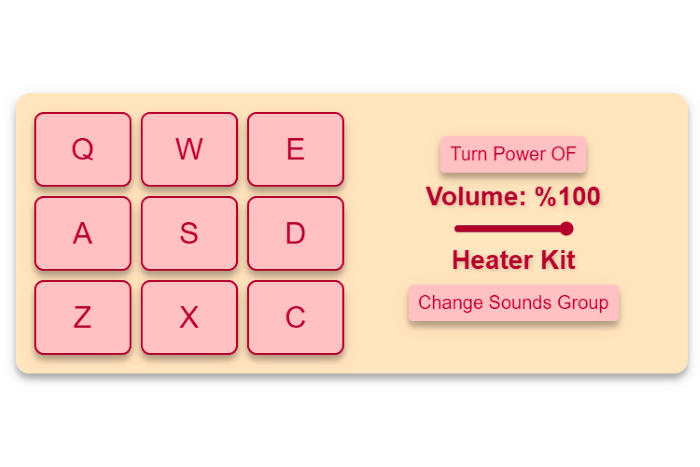 Q W E
A S D
Z X C
Turn Power OF
Volume: %100
Heater Kit
Change Sounds Group